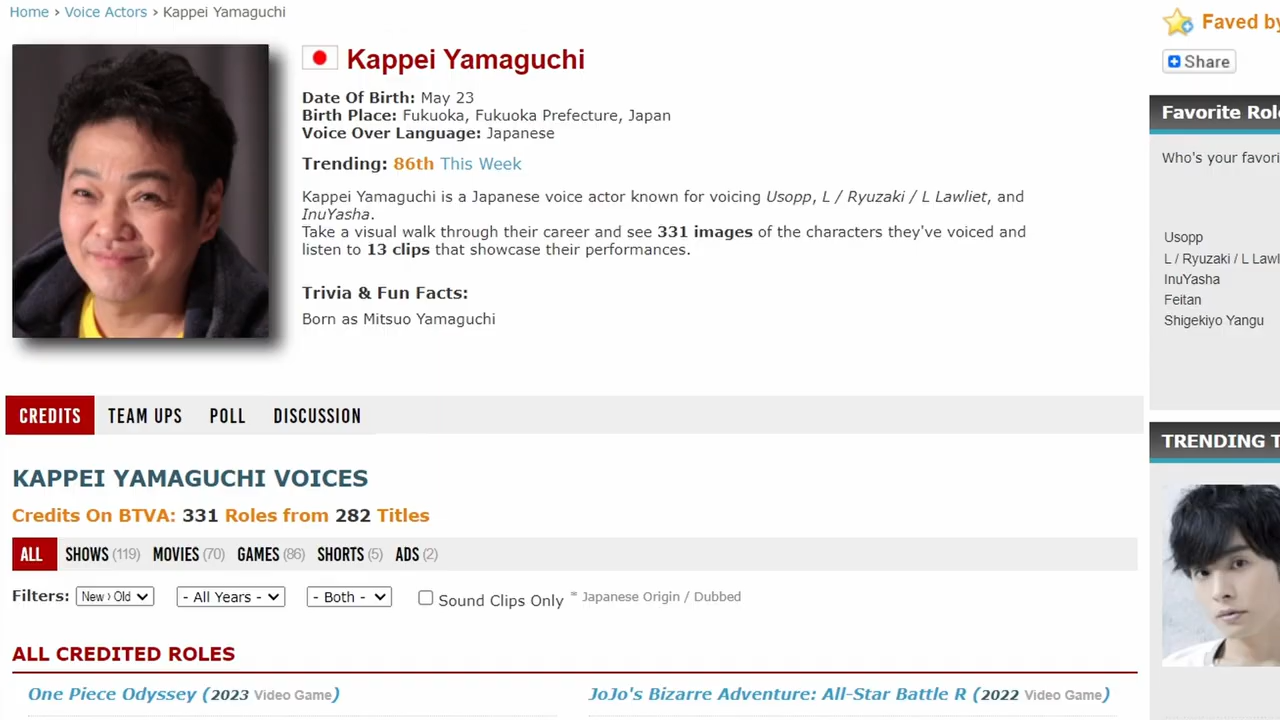 Home › Voice Actors › Kappei Yamaguchi
Faved by
Kappei Yamaguchi
Share
Date Of Birth: May 23
Birth Place: Fukuoka, Fukuoka Prefecture, Japan
Voice Over Language: Japanese
Trending: 86th This Week
Kappei Yamaguchi is a Japanese voice actor known for voicing Usopp, L / Ryuzaki / L Lawliet, and
InuYasha.
Take a visual walk through their career and see 331 images of the characters they've voiced and
listen to 13 clips that showcase their performances.
Trivia & Fun Facts:
Born as Mitsuo Yamaguchi
Favorite Rol
Who's your favori
Usopp
L / Ryuzaki / L Lawli
InuYasha
Feitan
Shigekiyo Yangu
CREDITS TEAM UPS POLL DISCUSSION
TRENDING T
KAPPEI YAMAGUCHI VOICES
Credits On BTVA: 331 Roles from 282 Titles
ALL SHOWS (119) MOVIES (70) GAMES (86) SHORTS (5) ADS (2)
Filters: New › Old - All Years - - Both - Sound Clips Only * Japanese Origin / Dubbed
ALL CREDITED ROLES
One Piece Odyssey (2023 Video Game)
JoJo's Bizarre Adventure: All-Star Battle R (2022 Video Game)